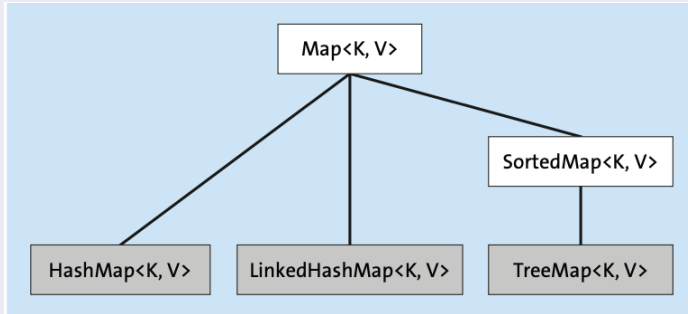 Map<K, V>
SortedMap<K, V>
HashMap<K, V>
LinkedHashMap<K, V>
TreeMap<K, V>